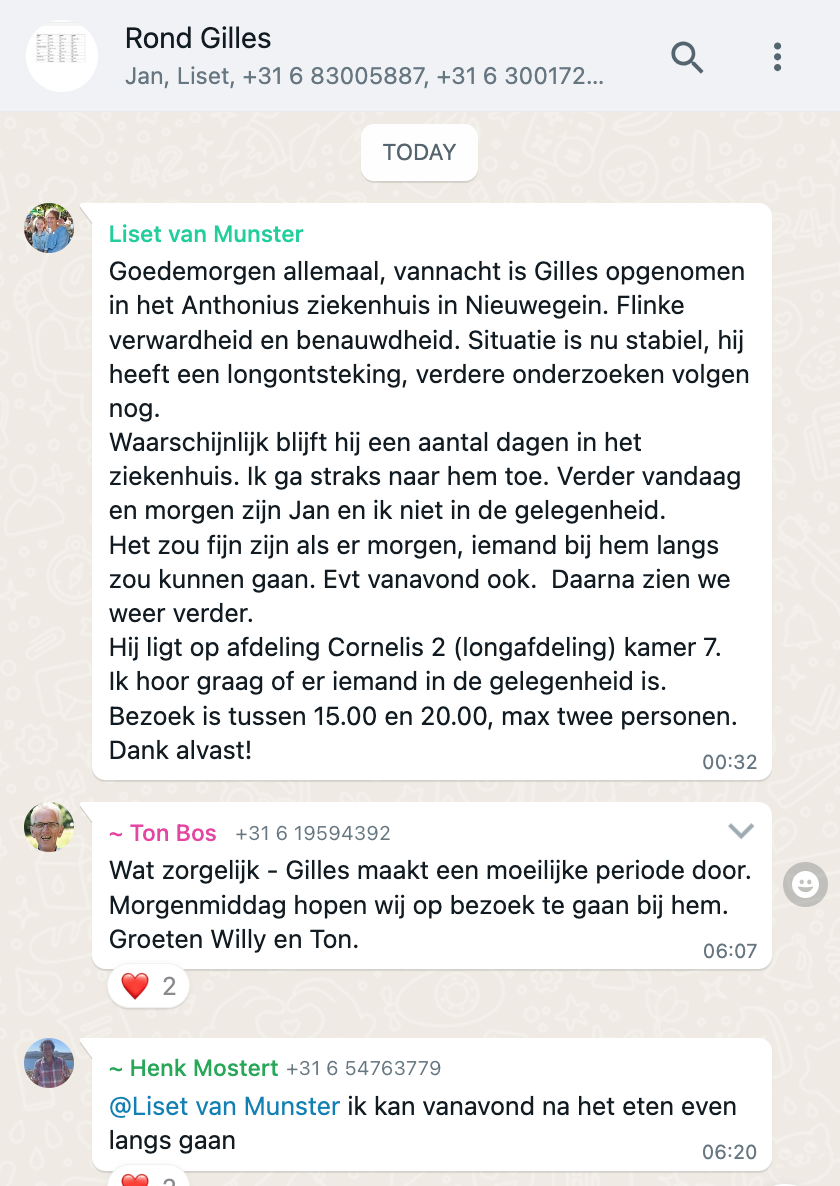 Rond Gilles
Jan, Liset, +31 6 83005887, +31 6 300172...
TODAY
Liset van Munster
Goedemorgen allemaal, vannacht is Gilles opgenomen
in het Anthonius ziekenhuis in Nieuwegein. Flinke
verwardheid en benauwdheid. Situatie is nu stabiel, hij
heeft een longontsteking, verdere onderzoeken volgen
nog.
Waarschijnlijk blijft hij een aantal dagen in het
ziekenhuis. Ik ga straks naar hem toe. Verder vandaag
en morgen zijn Jan en ik niet in de gelegenheid.
Het zou fijn zijn als er morgen, iemand bij hem langs
zou kunnen gaan. Evt vanavond ook.  Daarna zien we
weer verder.
Hij ligt op afdeling Cornelis 2 (longafdeling) kamer 7.
Ik hoor graag of er iemand in de gelegenheid is.
Bezoek is tussen 15.00 en 20.00, max twee personen.
Dank alvast!
00:32
~ Ton Bos +31 6 19594392
Wat zorgelijk - Gilles maakt een moeilijke periode door.
Morgenmiddag hopen wij op bezoek te gaan bij hem.
Groeten Willy en Ton.
06:07
❤️ 2
~ Henk Mostert +31 6 54763779
@Liset van Munster ik kan vanavond na het eten even
langs gaan
06:20